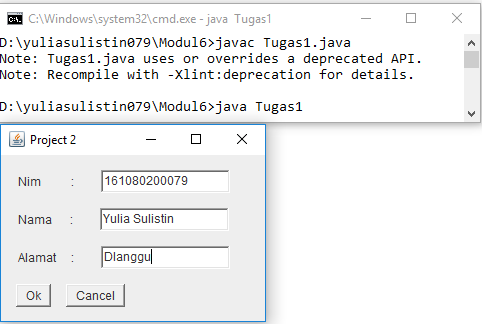 C:\Windows\system32\cmd.exe - java  Tugas1
D:\yuliasulistin079\Modul6>javac Tugas1.java
Note: Tugas1.java uses or overrides a deprecated API.
Note: Recompile with -Xlint:deprecation for details.
D:\yuliasulistin079\Modul6>java Tugas1
Project 2
Nim : 161080200079
Nama : Yulia Sulistin
Alamat : Dlanggu
Ok Cancel